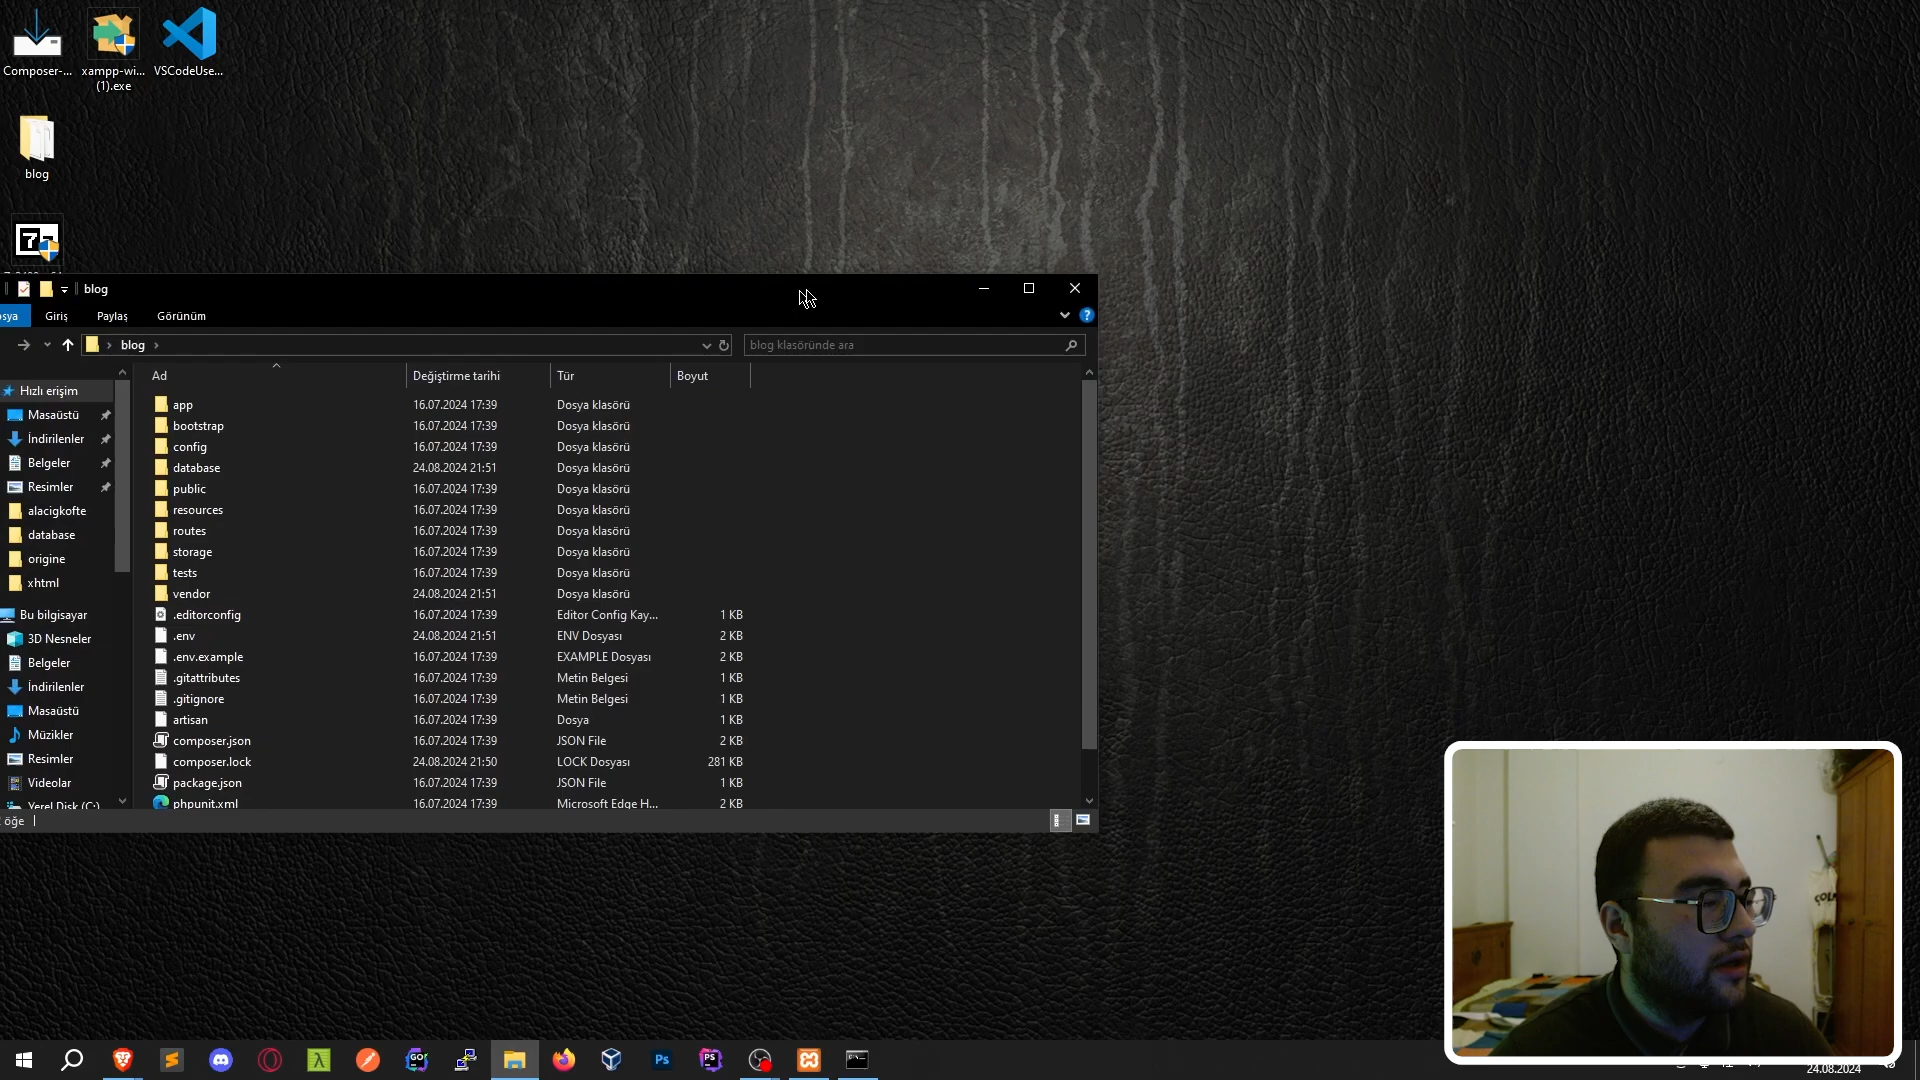 Composer-...
xampp-wi...
(1).exe
VSCodeUse...
blog
blog
Giriş
Paylaş
Görünüm
blog
blog klasöründe ara
Ad
Değiştirme tarihi
Tür
Boyut
Hızlı erişim
Masaüstü
İndirilenler
Belgeler
Resimler
alacigkofte
database
origine
xhtml
Bu bilgisayar
3D Nesneler
Belgeler
İndirilenler
Masaüstü
Müzikler
Resimler
Videolar
Yerel Disk (C:)
app 16.07.2024 17:39 Dosya klasörü
bootstrap 16.07.2024 17:39 Dosya klasörü
config 16.07.2024 17:39 Dosya klasörü
database 24.08.2024 21:51 Dosya klasörü
public 16.07.2024 17:39 Dosya klasörü
resources 16.07.2024 17:39 Dosya klasörü
routes 16.07.2024 17:39 Dosya klasörü
storage 16.07.2024 17:39 Dosya klasörü
tests 16.07.2024 17:39 Dosya klasörü
vendor 24.08.2024 21:51 Dosya klasörü
.editorconfig 16.07.2024 17:39 Editor Config Kay... 1 KB
.env 24.08.2024 21:51 ENV Dosyası 2 KB
.env.example 16.07.2024 17:39 EXAMPLE Dosyası 2 KB
.gitattributes 16.07.2024 17:39 Metin Belgesi 1 KB
.gitignore 16.07.2024 17:39 Metin Belgesi 1 KB
artisan 16.07.2024 17:39 Dosya 1 KB
composer.json 16.07.2024 17:39 JSON File 2 KB
composer.lock 24.08.2024 21:50 LOCK Dosyası 281 KB
package.json 16.07.2024 17:39 JSON File 1 KB
phpunit.xml 16.07.2024 17:39 Microsoft Edge H... 2 KB
öğe
24.08.2024